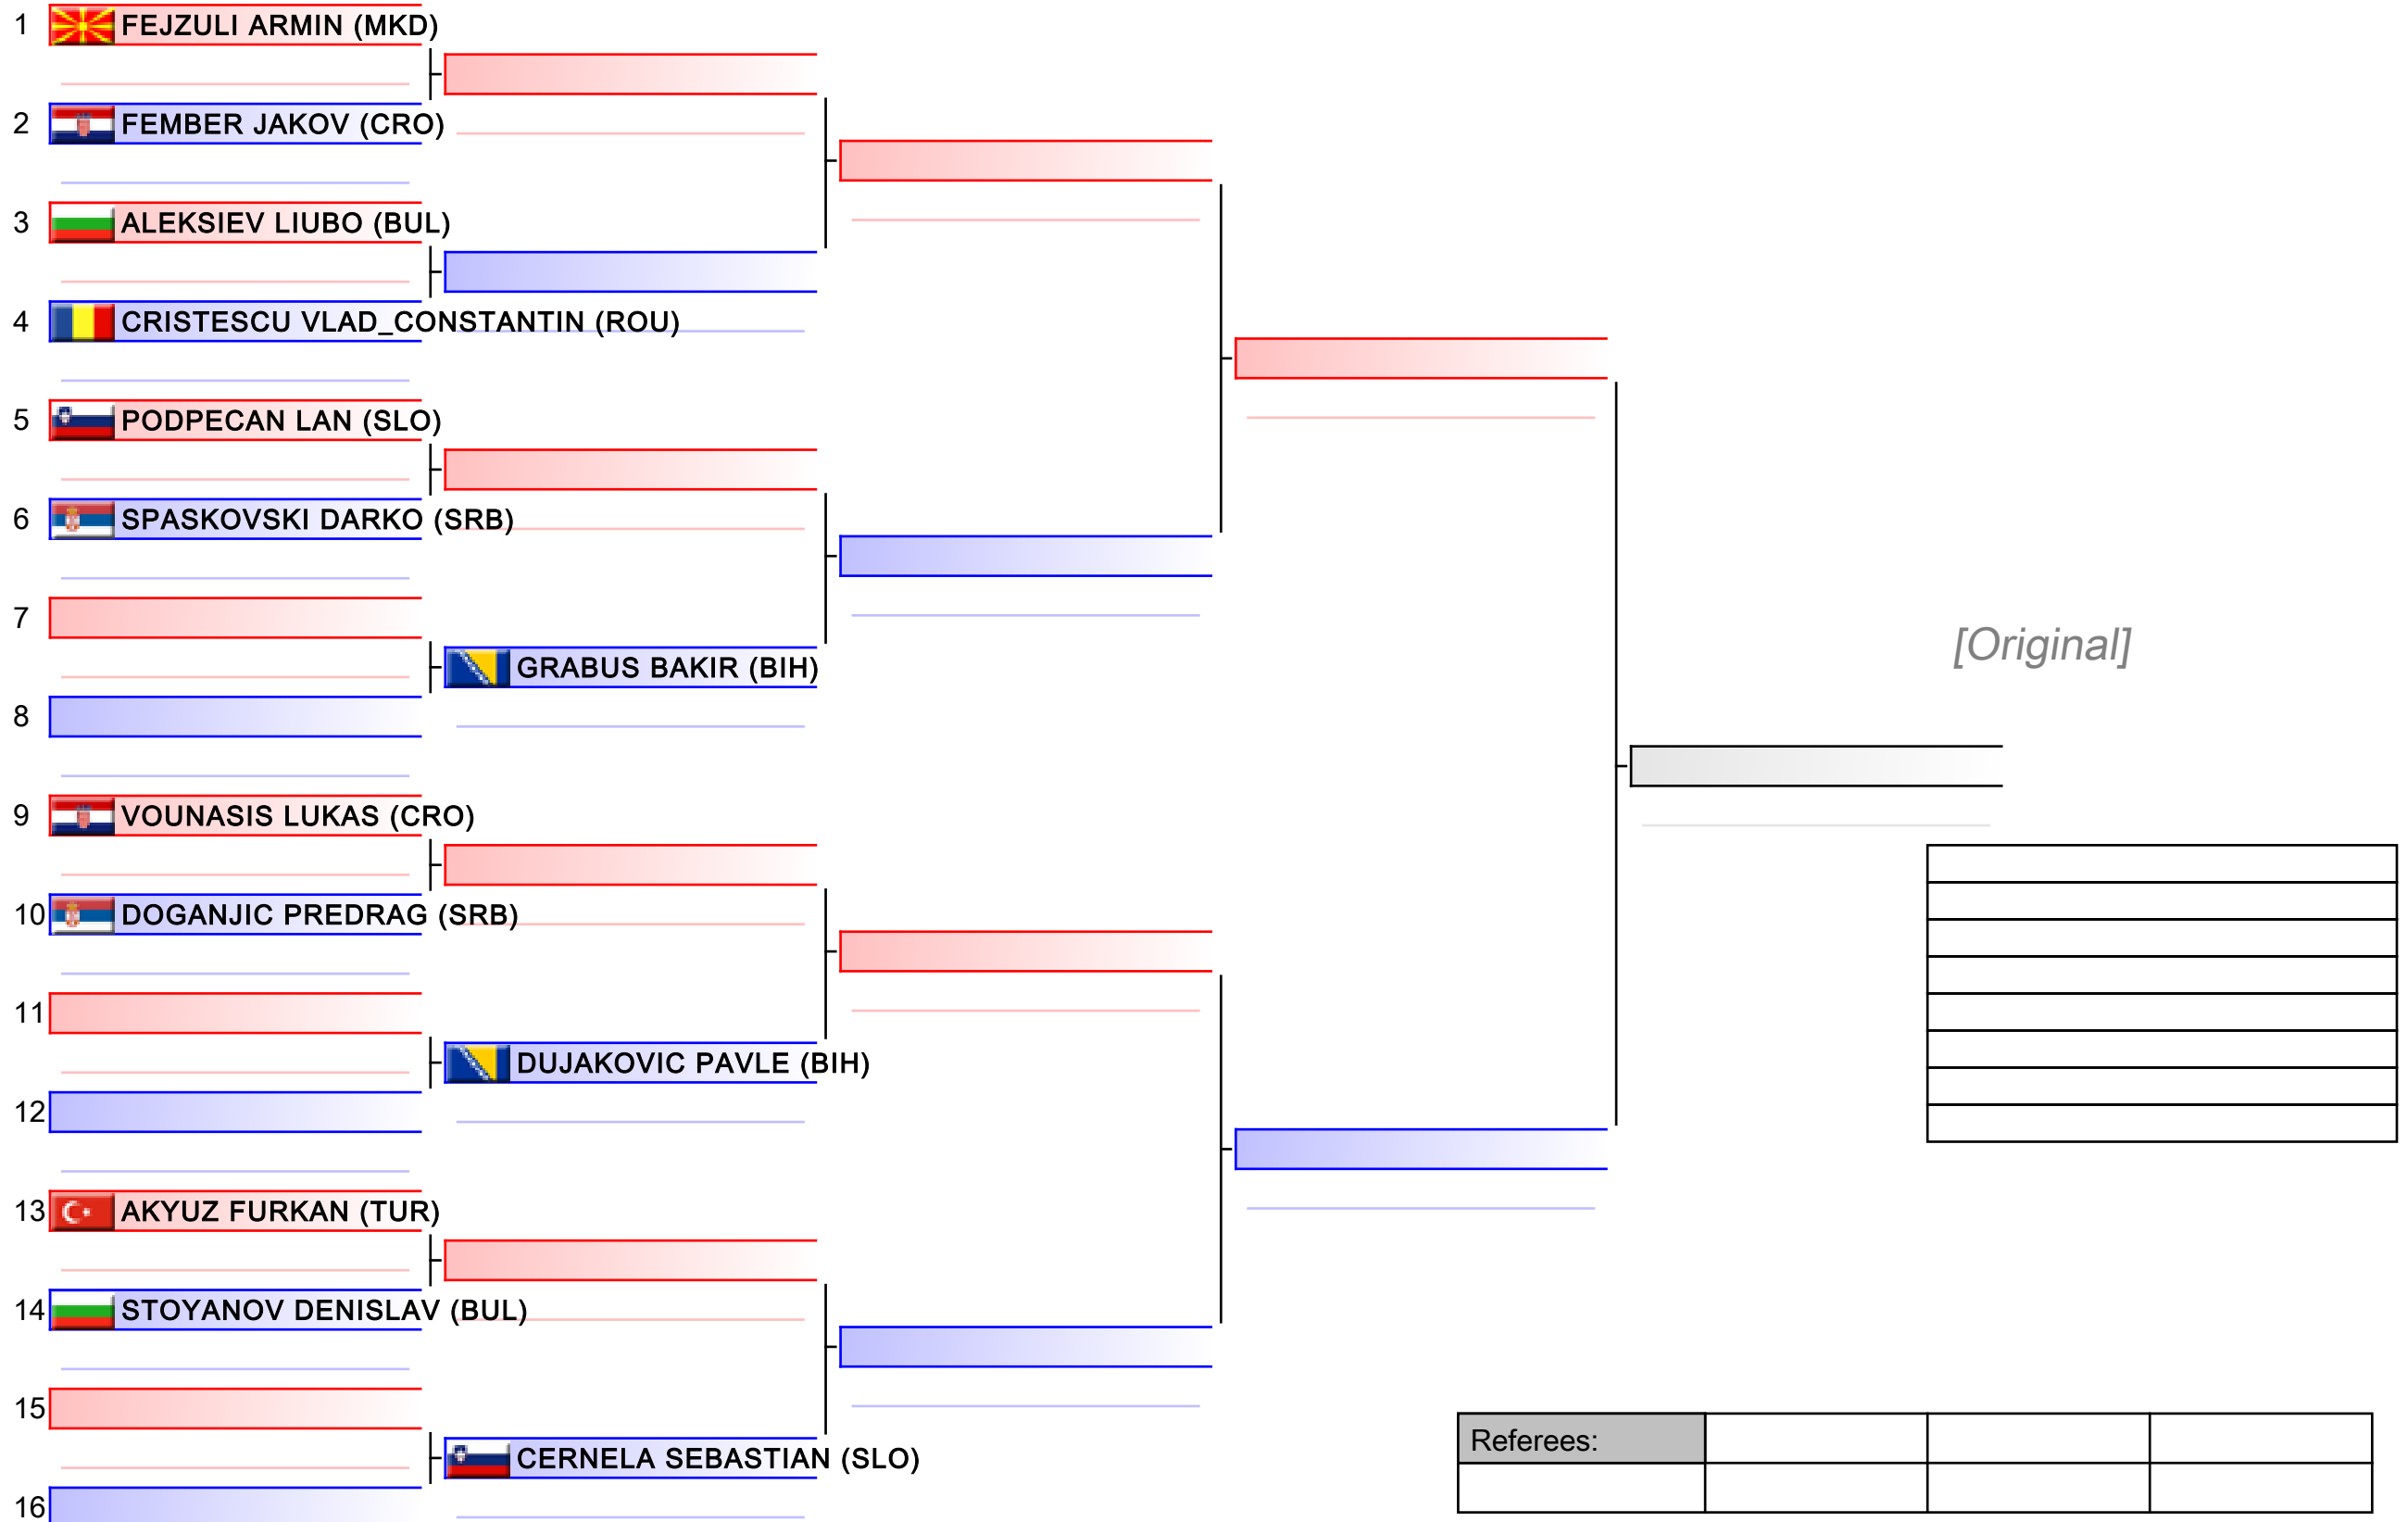 1 FEJZULI ARMIN (MKD)
2 FEMBER JAKOV (CRO)
3 ALEKSIEV LIUBO (BUL)
4 CRISTESCU VLAD_CONSTANTIN (ROU)
5 PODPECAN LAN (SLO)
6 SPASKOVSKI DARKO (SRB)
7
[Original]
GRABUS BAKIR (BIH)
8
9 VOUNASIS LUKAS (CRO)
10 DOGANJIC PREDRAG (SRB)
11
DUJAKOVIC PAVLE (BIH)
12
13 AKYUZ FURKAN (TUR)
14 STOYANOV DENISLAV (BUL)
15
Referees:
CERNELA SEBASTIAN (SLO)
16